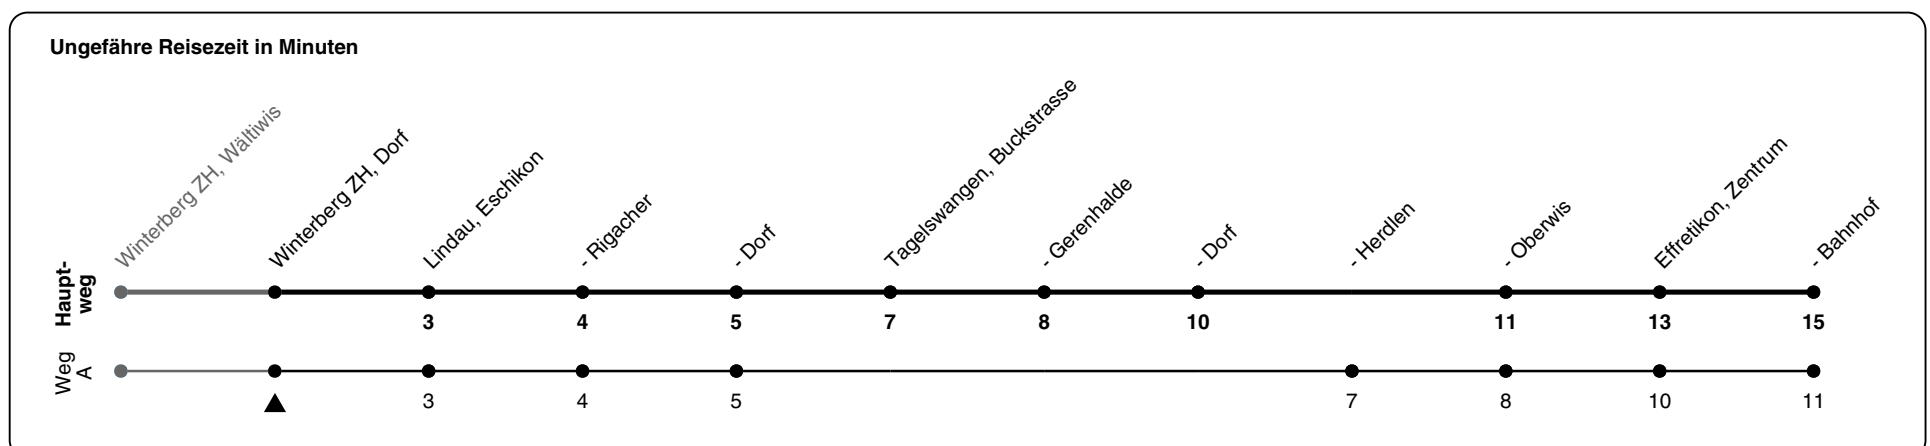 Ungefähre Reisezeit in Minuten
Winterberg ZH, Wältiwis
Winterberg ZH, Dorf
Lindau, Eschikon
- Rigacher
- Dorf
Tagelswangen, Buckstrasse
- Gerenhalde
- Dorf
- Herdlen
- Oberwis
Effretikon, Zentrum
- Bahnhof
Haupt-
weg
3 4 5 7 8 10 11 13 15
Weg
A
3 4 5 7 8 10 11